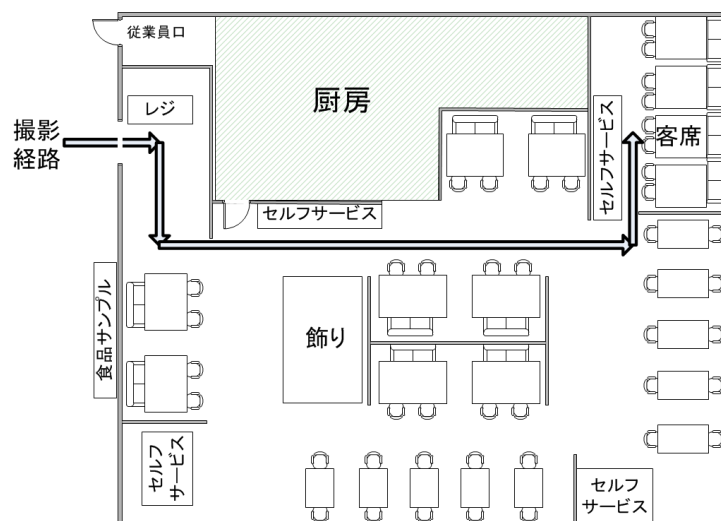 従業員口
厨房
レジ
撮影
経路
セルフサービス
客席
セルフサービス
食品サンプル
飾り
セルフ
サービス
セルフ
サービス